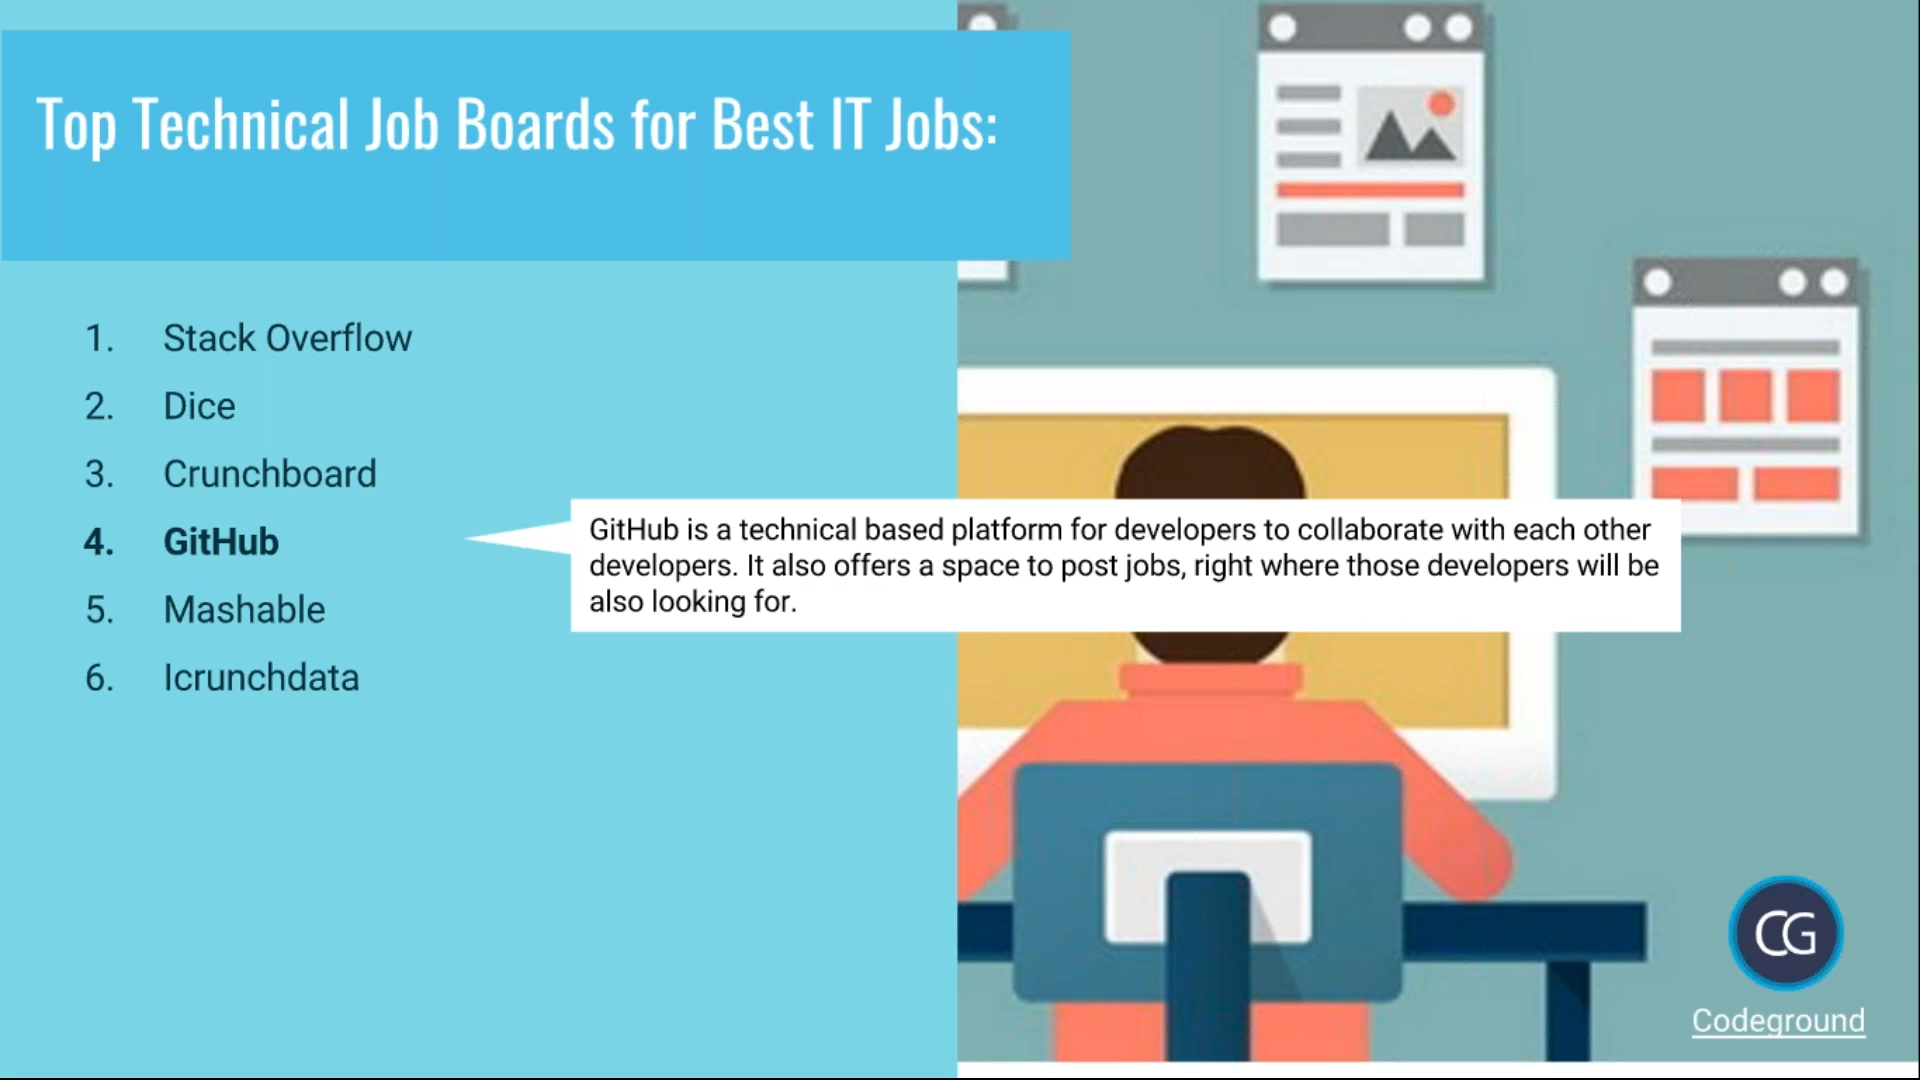 Top Technical Job Boards for Best IT Jobs:
1. Stack Overflow
2. Dice
3. Crunchboard
4. GitHub
GitHub is a technical based platform for developers to collaborate with each other
developers. It also offers a space to post jobs, right where those developers will be
also looking for.
5. Mashable
6. Icrunchdata
CG
Codeground